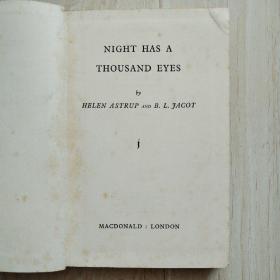 NIGHT HAS A
THOUSAND EYES
by
HELEN ASTRUP AND B. L. JACOT
j
MACDONALD : LONDON